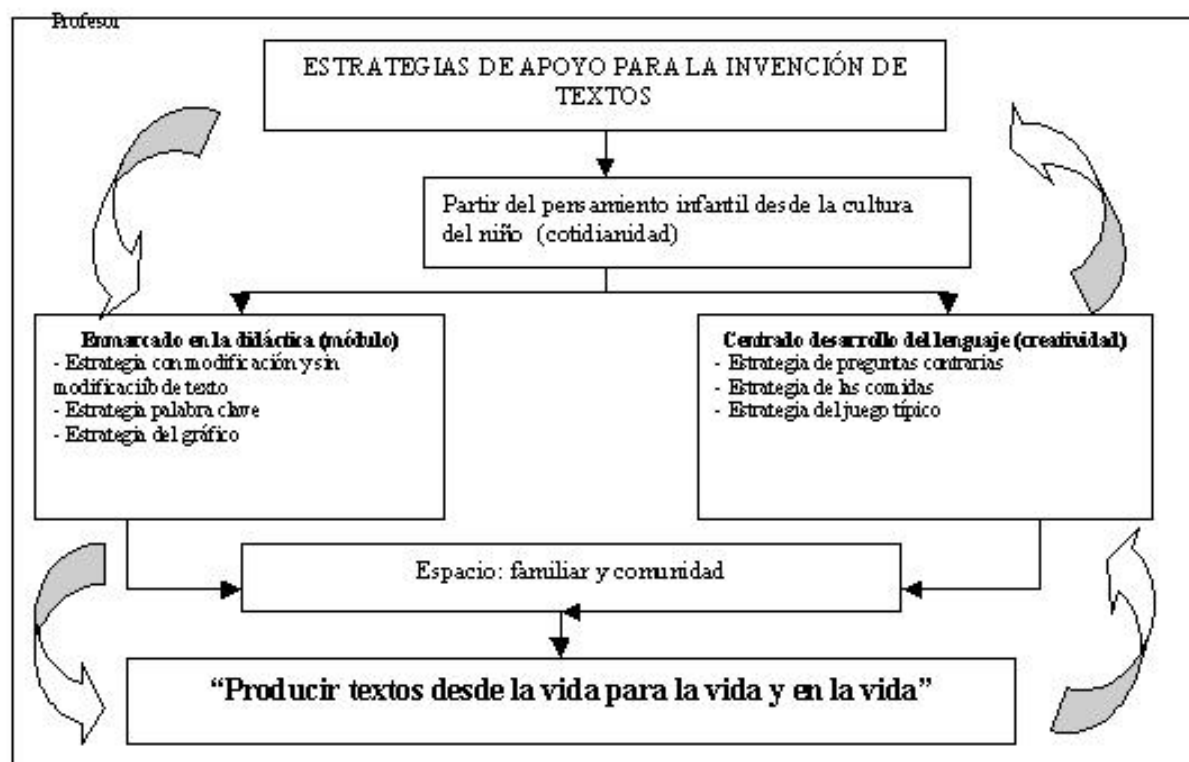 Profesor
ESTRATEGIAS DE APOYO PARA LA INVENCIÓN DE
TEXTOS
Partir del pensamiento infantil desde la cultura
del niño (cotidianidad)
Enmarcado en la didáctica (módulo)
- Estrategia con modificación y sin
modificación de texto
- Estrategia palabra clave
- Estrategia del gráfico
Centralo desarrollo del lenguaje (creatividad)
- Estrategia de preguntas contrarias
- Estrategia de las comidas
- Estrategia del juego típico
Espacio: familiar y comunidad
“Producir textos desde la vida para la vida y en la vida”